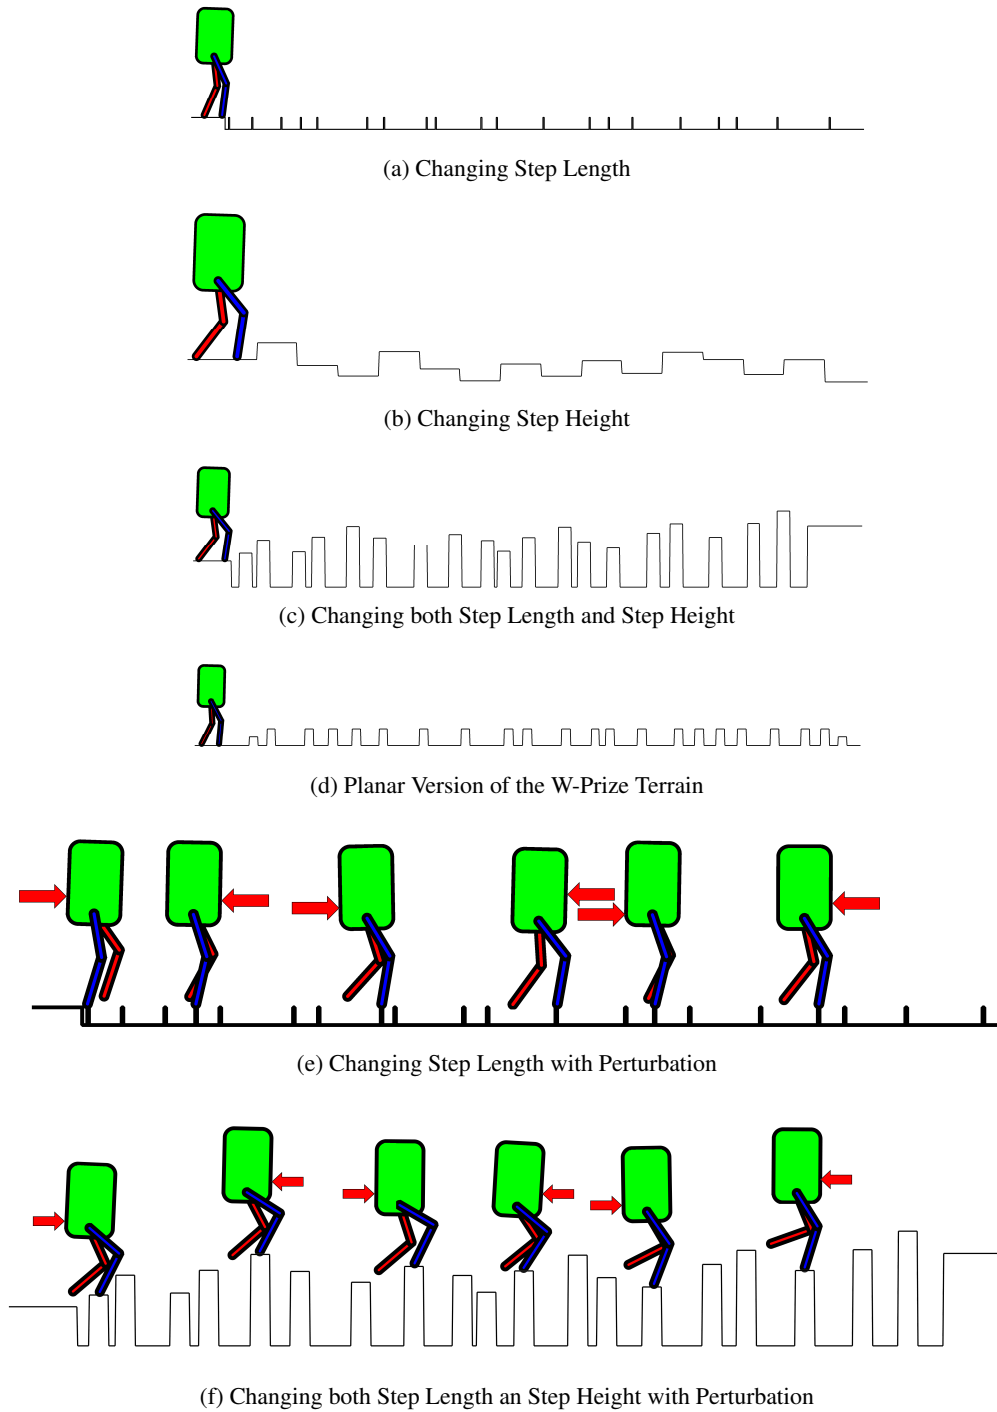 (a) Changing Step Length
(b) Changing Step Height
(c) Changing both Step Length and Step Height
(d) Planar Version of the W-Prize Terrain
(e) Changing Step Length with Perturbation
(f) Changing both Step Length an Step Height with Perturbation